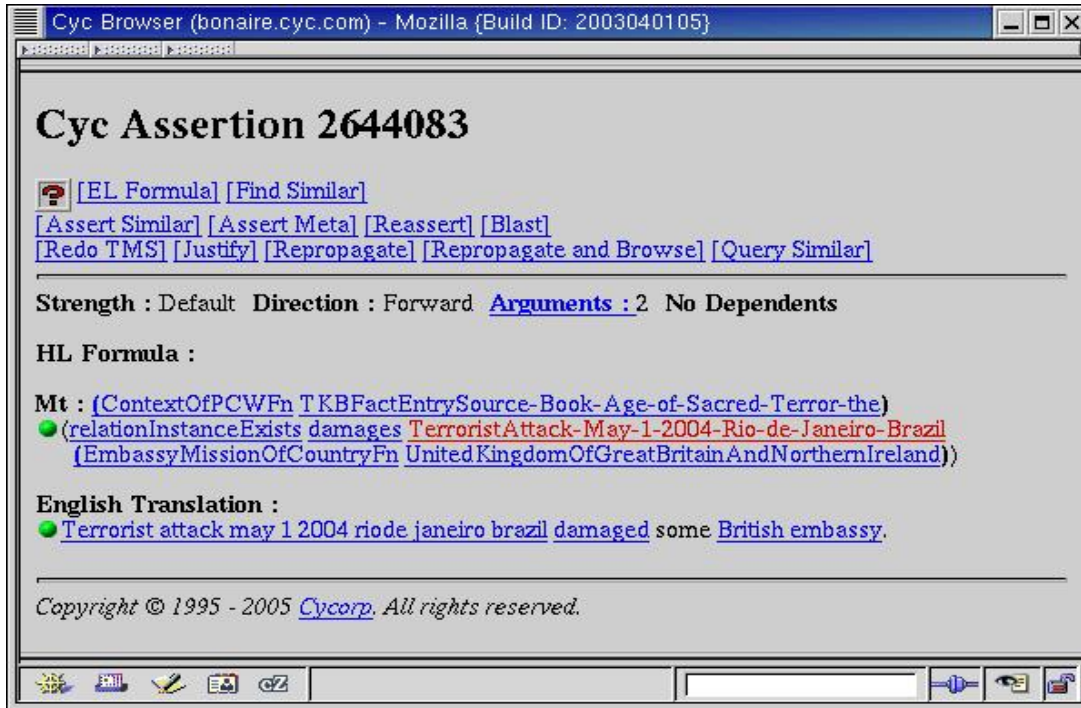 Cyc Browser (bonaire.cyc.com) - Mozilla {Build ID: 2003040105}
Cyc Assertion 2644083
? [EL Formula] [Find Similar]
[Assert Similar] [Assert Meta] [Reassert] [Blast]
[Redo TMS] [Justify] [Repropagate] [Repropagate and Browse] [Query Similar]
Strength : Default Direction : Forward Arguments : 2 No Dependents
HL Formula :
Mt : (ContextOfPCWFn TKBFactEntrySource-Book-Age-of-Sacred-Terror-the)
(relationInstanceExists damages TerroristAttack-May-1-2004-Rio-de-Janeiro-Brazil
(EmbassyMissionOfCountryFn UnitedKingdomOfGreatBritainAndNorthernIreland))
English Translation :
Terrorist attack may 1 2004 riode janeiro brazil damaged some British embassy.
Copyright © 1995 - 2005 Cycorp. All rights reserved.